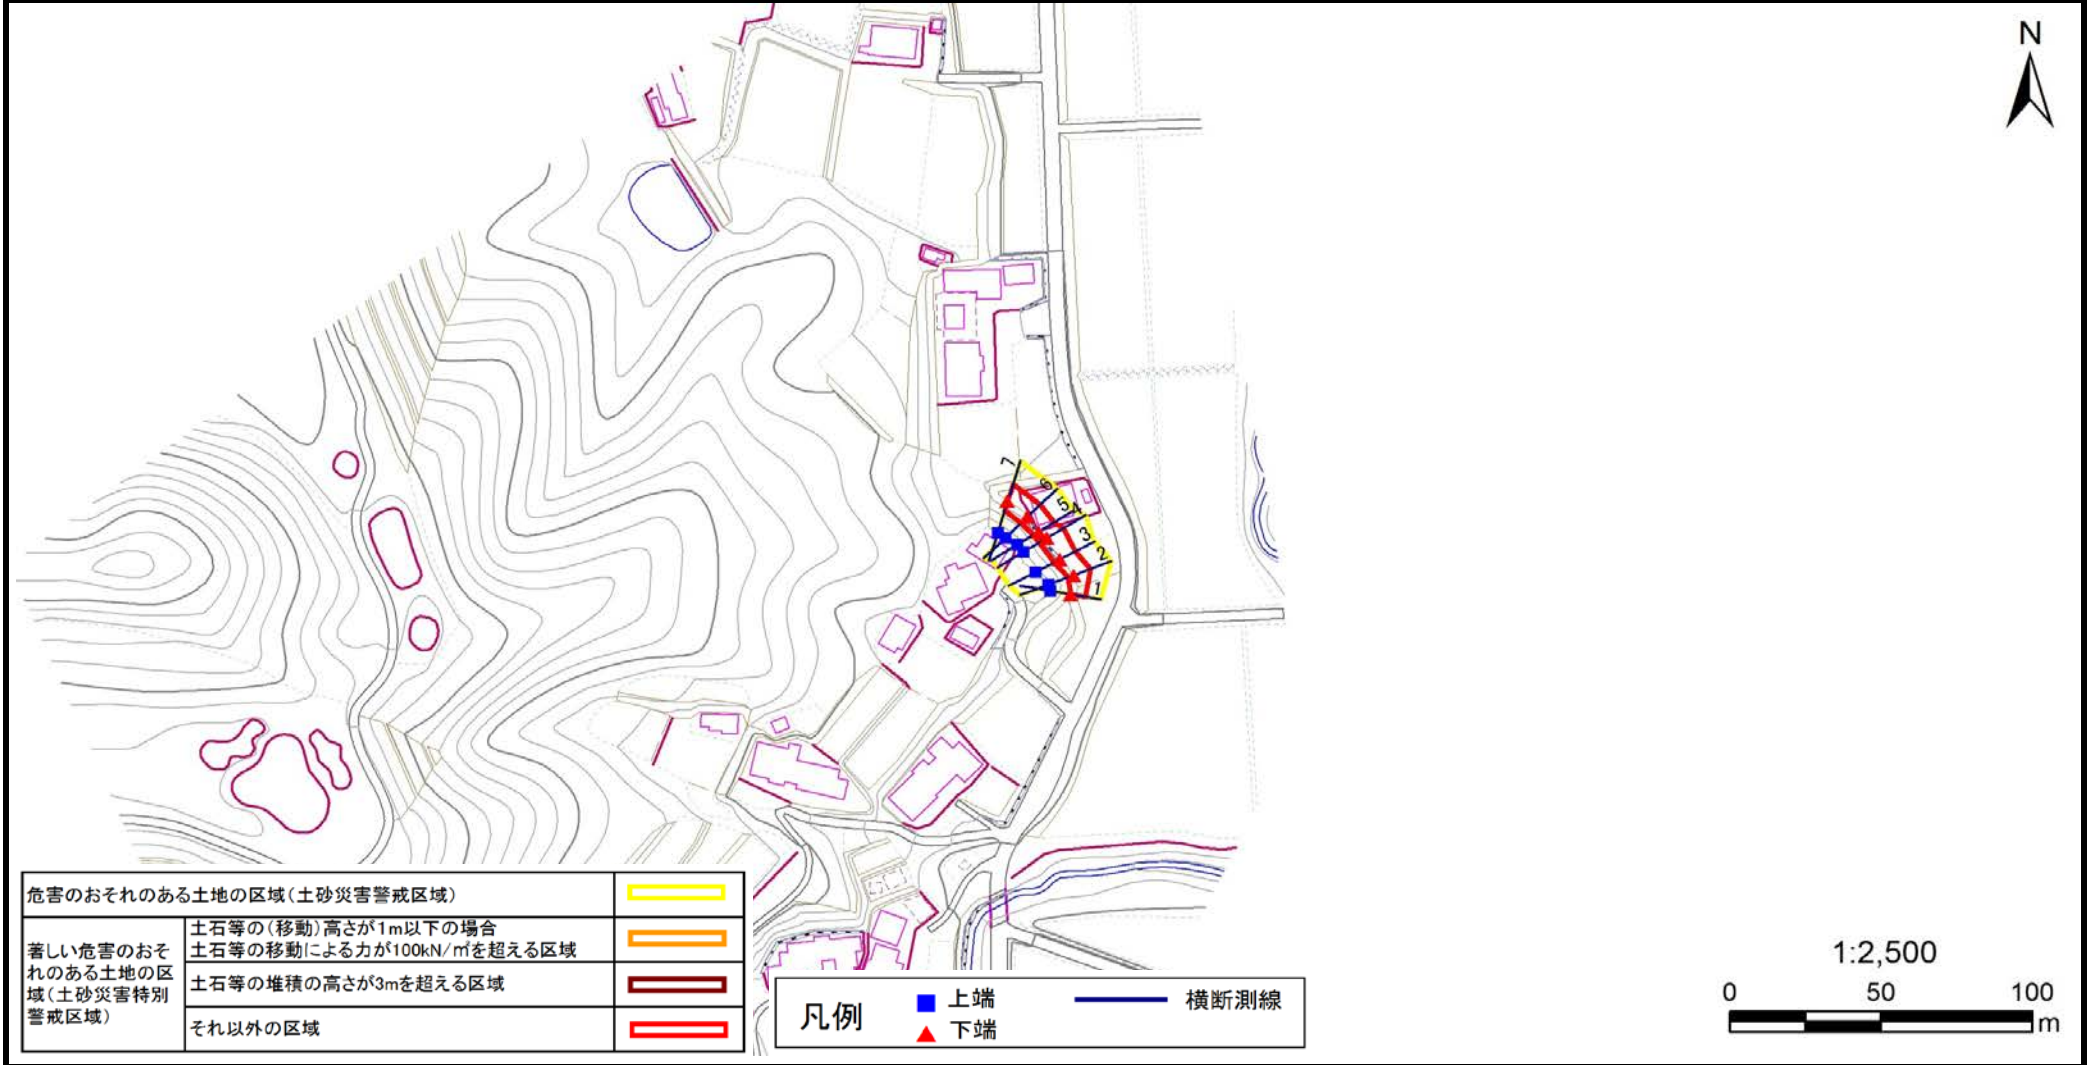 N
7
6
5
4
3
2
1
危害のおそれのある土地の区域(土砂災害警戒区域)
著しい危害のおそ
れのある土地の区
域(土砂災害特別
警戒区域)
土石等の(移動)高さが1m以下の場合
土石等の移動による力が100kN/㎡を超える区域
土石等の堆積の高さが3mを超える区域
それ以外の区域
凡例
上端
下端
横断測線
1:2,500
0 50 100
m